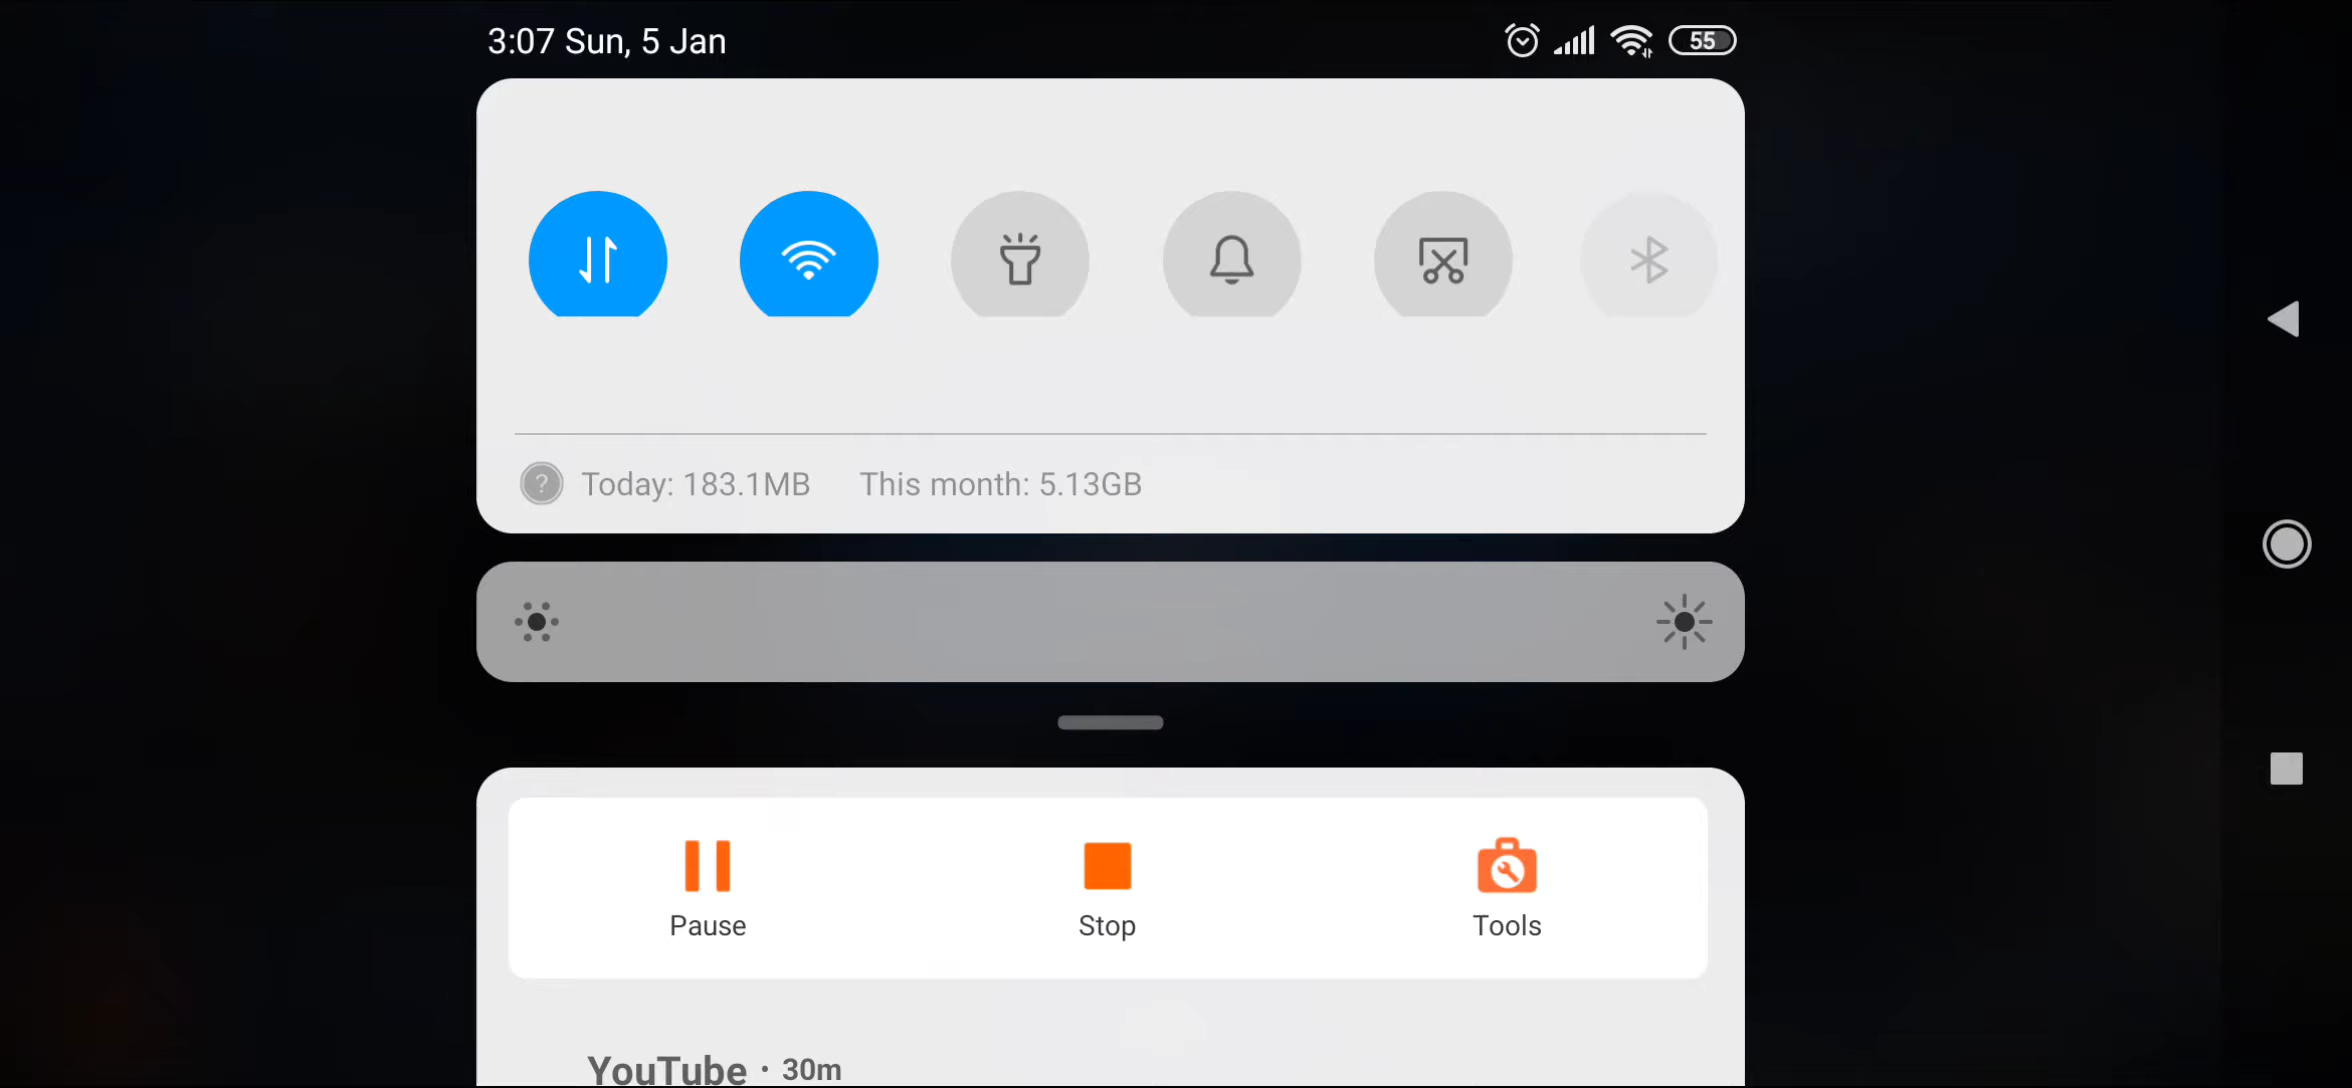 3:07 Sun, 5 Jan 55
? Today: 183.1MB This month: 5.13GB
Pause Stop Tools
YouTube · 30m